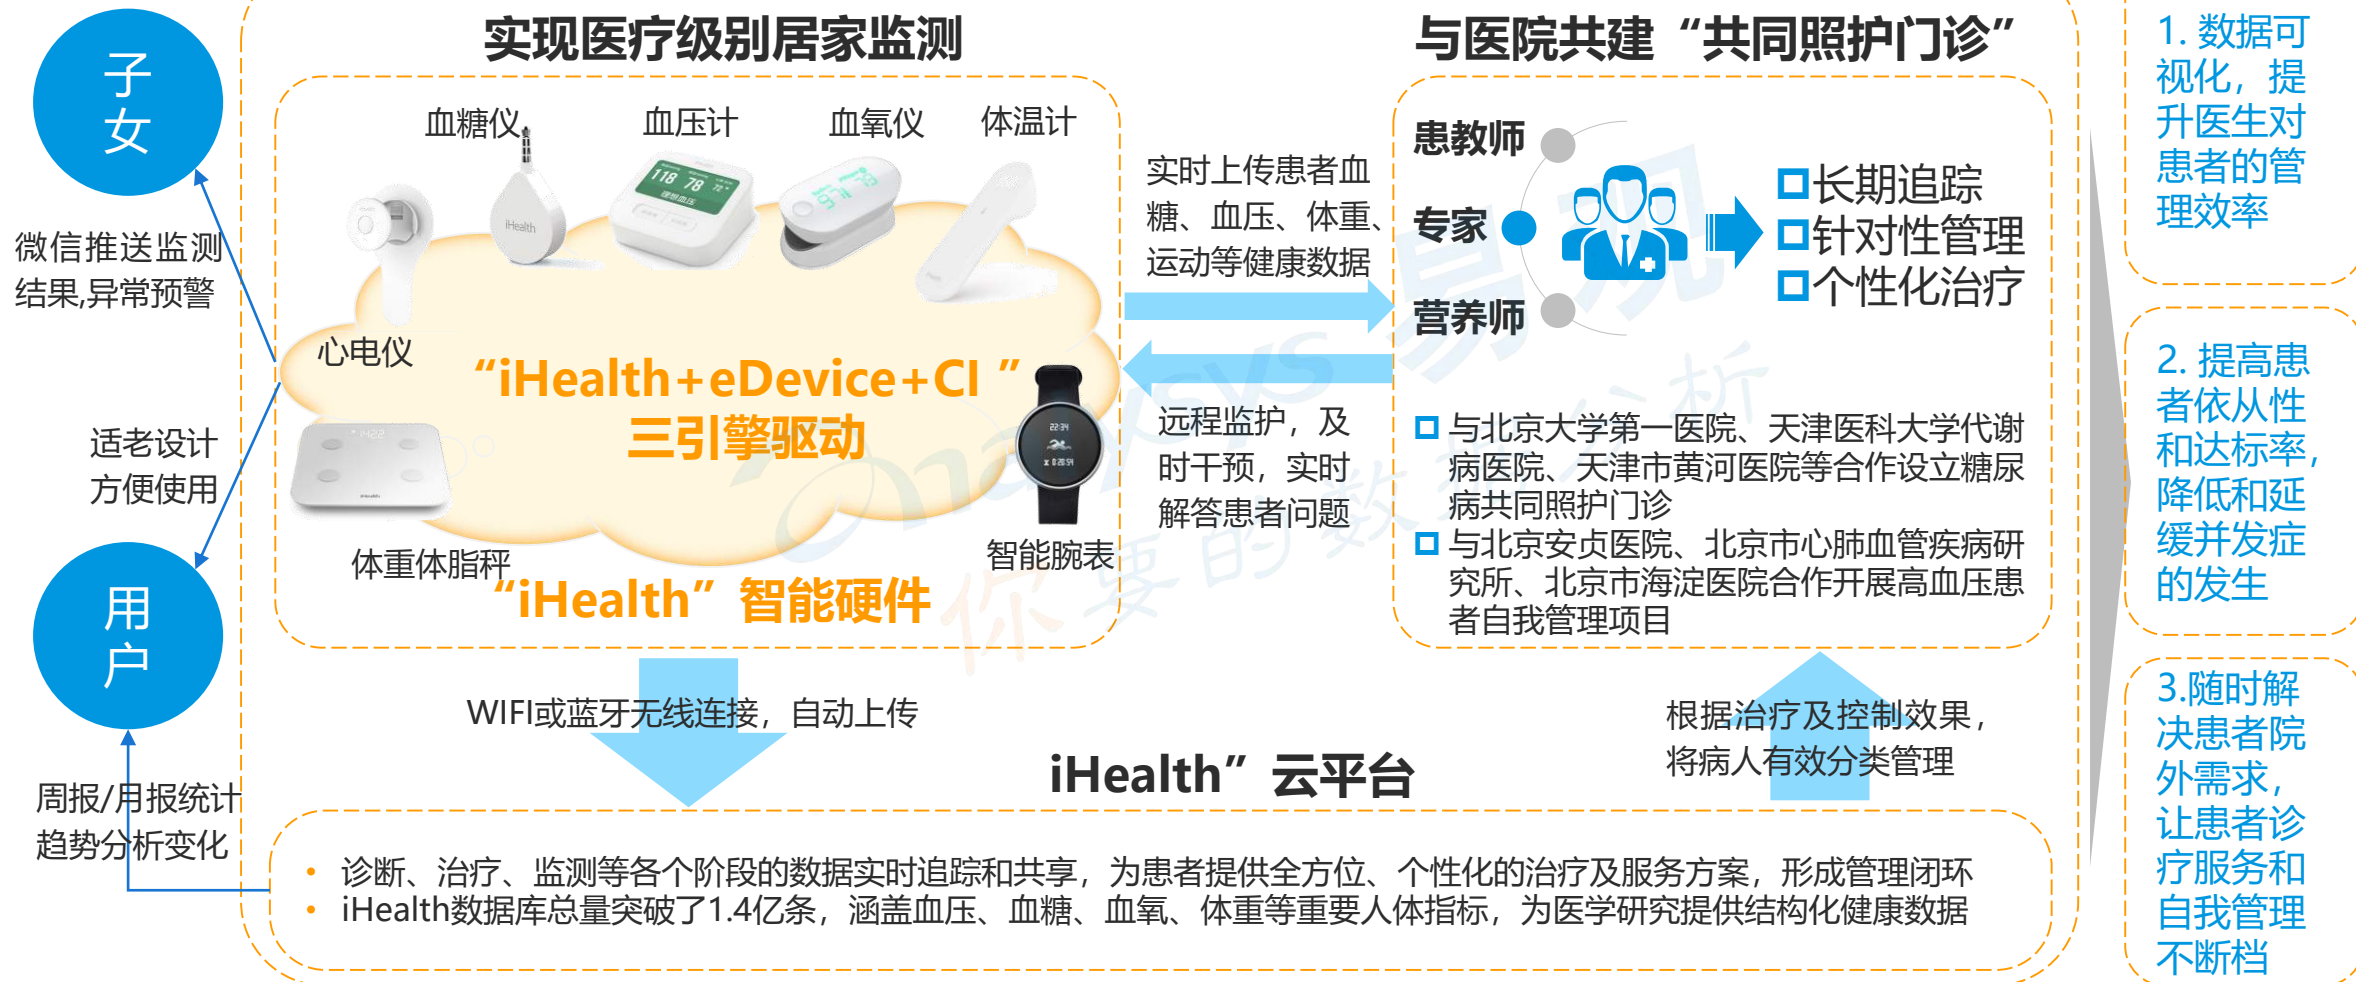 子
女
微信推送监测
结果,异常预警
适老设计
方便使用
用
户
周报/月报统计
趋势分析变化
实现医疗级别居家监测
血糖仪
血压计
血氧仪
体温计
118 78 72
理想血压
iHealth
心电仪
“iHealth+eDevice+CI ”
三引擎驱动
22:34
体重体脂秤
智能腕表
“iHealth”智能硬件
实时上传患者血
糖、血压、体重、
运动等健康数据
远程监护，及
时干预，实时
解答患者问题
与医院共建“共同照护门诊”
患教师
专家
营养师
长期追踪
针对性管理
个性化治疗
与北京大学第一医院、天津医科大学代谢
病医院、天津市黄河医院等合作设立糖尿
病共同照护门诊
与北京安贞医院、北京市心肺血管疾病研
究所、北京市海淀医院合作开展高血压患
者自我管理项目
WIFI或蓝牙无线连接，自动上传
根据治疗及控制效果，
将病人有效分类管理
iHealth”云平台
• 诊断、治疗、监测等各个阶段的数据实时追踪和共享，为患者提供全方位、个性化的治疗及服务方案，形成管理闭环
• iHealth数据库总量突破了1.4亿条，涵盖血压、血糖、血氧、体重等重要人体指标，为医学研究提供结构化健康数据
1. 数据可
视化，提
升医生对
患者的管
理效率
2. 提高患
者依从性
和达标率，
降低和延
缓并发症
的发生
3.随时解
决患者院
外需求，
让患者诊
疗服务和
自我管理
不断档
analysys 易观
你要的数据分析